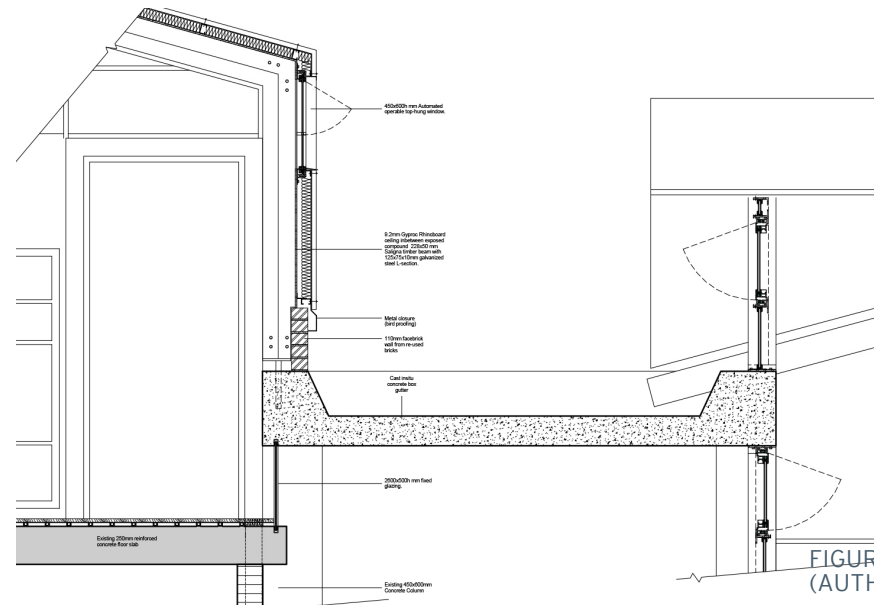 450x600h mm Automated
operable top-hung window.
9.2mm Gyproc Rhinoboard
ceiling inbetween exposed
compound 228x50 mm
Saligna timber beam with
125x75x10mm galvanized
steel L-section.
Metal closure
(bird proofing)
110mm facebrick
wall from re-used
bricks
Cast insitu
concrete box
gutter
2600x500h mm fixed
glazing.
Existing 250mm reinforced
concrete floor slab
Existing 450x600mm
Concrete Column
FIGUR
(AUTH